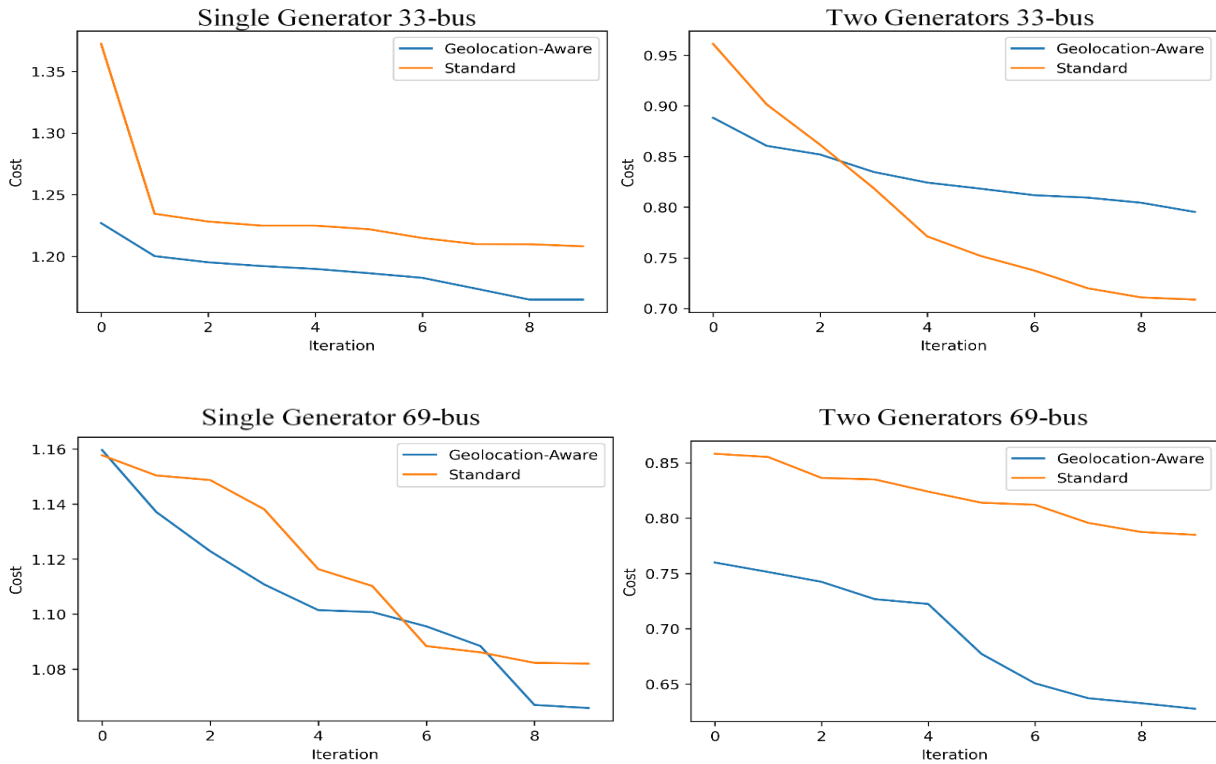 Single Generator 33-bus
Geolocation-Aware
Standard
1.35
1.30
1.25
1.20
Cost
0 2 4 6 8
Iteration
Two Generators 33-bus
Geolocation-Aware
Standard
0.95
0.90
0.85
0.80
0.75
0.70
Cost
0 2 4 6 8
Iteration
Single Generator 69-bus
Geolocation-Aware
Standard
1.16
1.14
1.12
1.10
1.08
Cost
0 2 4 6 8
Iteration
Two Generators 69-bus
Geolocation-Aware
Standard
0.85
0.80
0.75
0.70
0.65
Cost
0 2 4 6 8
Iteration